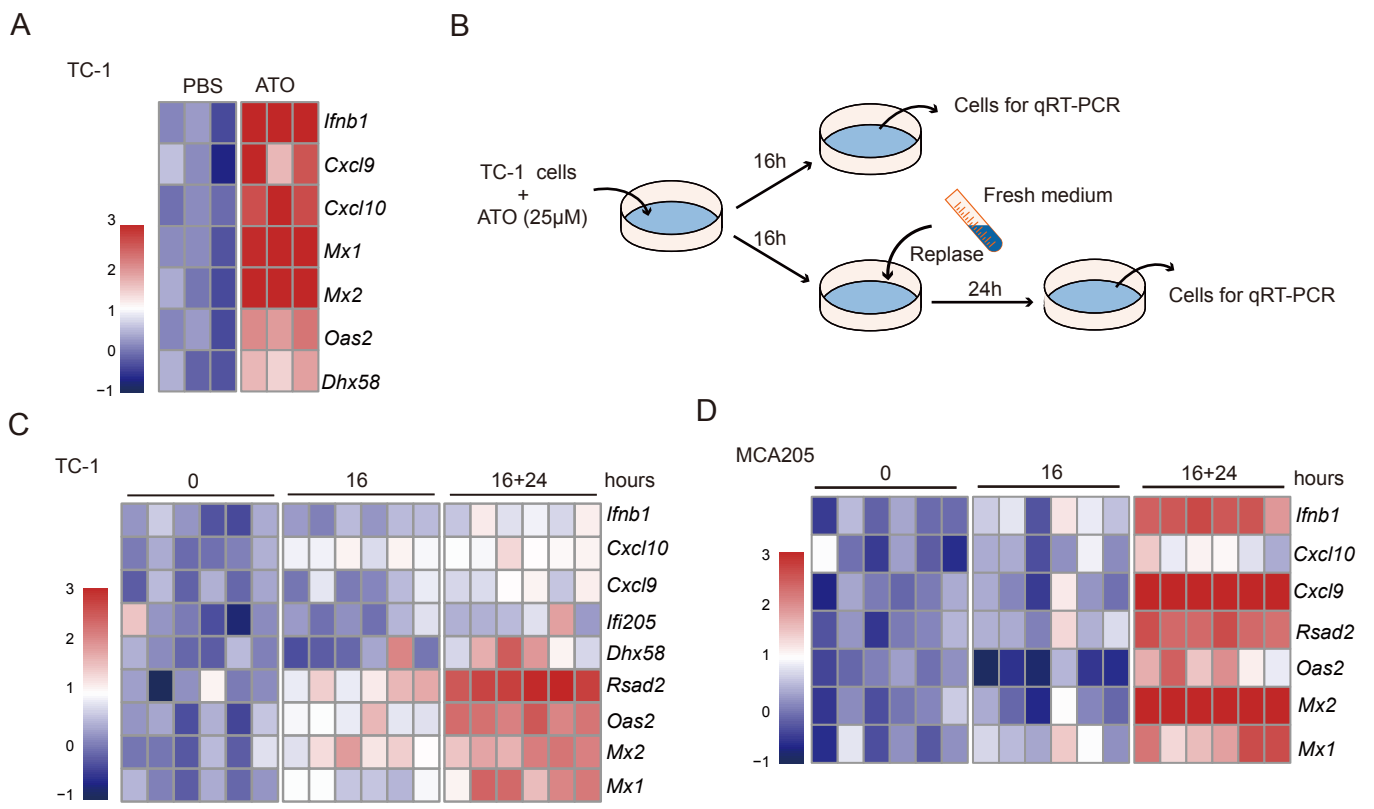 A
TC-1
PBS
ATO
Ifnb1
Cxcl9
Cxcl10
Mx1
Mx2
Oas2
Dhx58
3
2
1
0
−1
B
TC-1 cells
+
ATO (25μM)
16h
16h
Cells for qRT-PCR
Fresh medium
Replase
24h
Cells for qRT-PCR
C
TC-1
0
16
16+24
hours
Ifnb1
Cxcl10
Cxcl9
Ifi205
Dhx58
Rsad2
Oas2
Mx2
Mx1
3
2
1
0
−1
D
MCA205
0
16
16+24
hours
Ifnb1
Cxcl10
Cxcl9
Rsad2
Oas2
Mx2
Mx1
3
2
1
0
−1